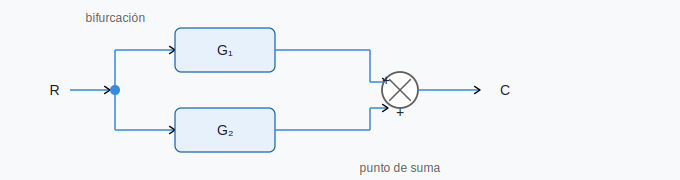 bifurcación
G₁
R
+
C
G₂
+
punto de suma